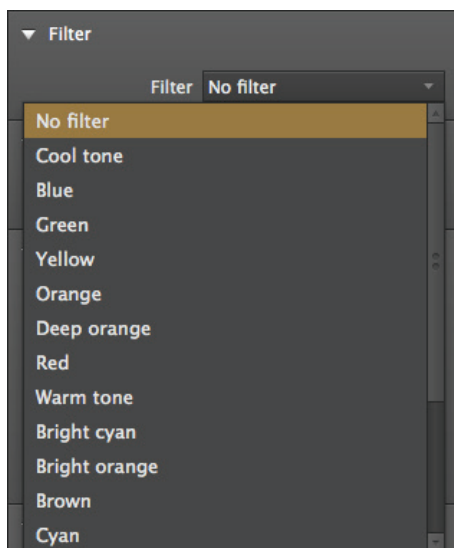 Filter
Filter No filter
No filter
Cool tone
Blue
Green
Yellow
Orange
Deep orange
Red
Warm tone
Bright cyan
Bright orange
Brown
Cyan